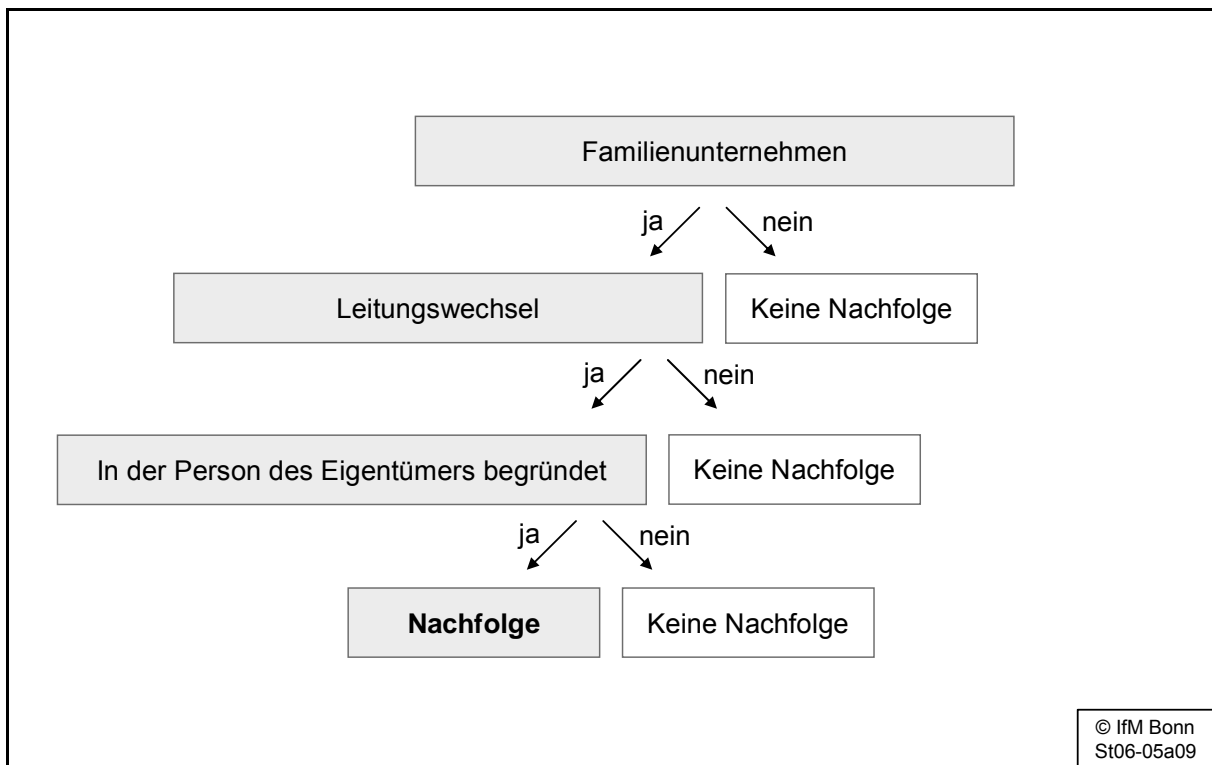 Familienunternehmen
ja
nein
Leitungswechsel
Keine Nachfolge
ja
nein
In der Person des Eigentümers begründet
Keine Nachfolge
ja
nein
Nachfolge
Keine Nachfolge
© IfM Bonn
St06-05a09